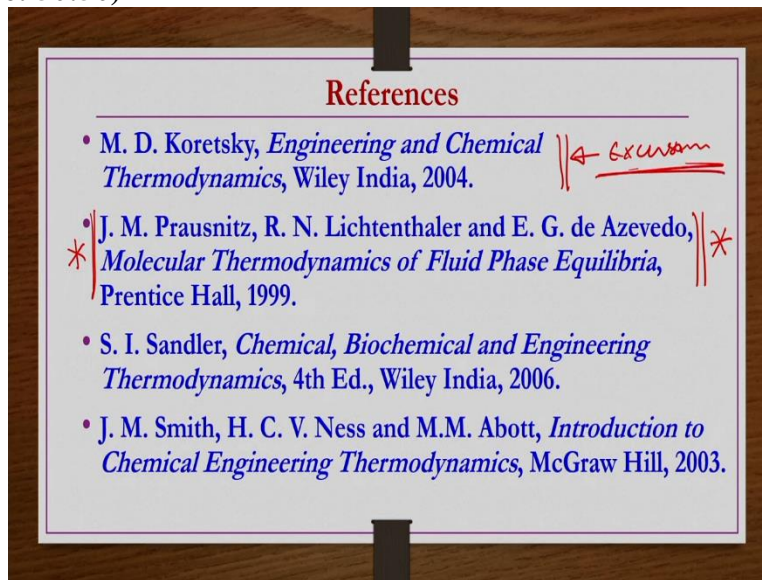 References
• M. D. Koretsky, Engineering and Chemical
Thermodynamics, Wiley India, 2004.
• J. M. Prausnitz, R. N. Lichtenthaler and E. G. de Azevedo,
Molecular Thermodynamics of Fluid Phase Equilibria,
Prentice Hall, 1999.
• S. I. Sandler, Chemical, Biochemical and Engineering
Thermodynamics, 4th Ed., Wiley India, 2006.
• J. M. Smith, H. C. V. Ness and M.M. Abott, Introduction to
Chemical Engineering Thermodynamics, McGraw Hill, 2003.